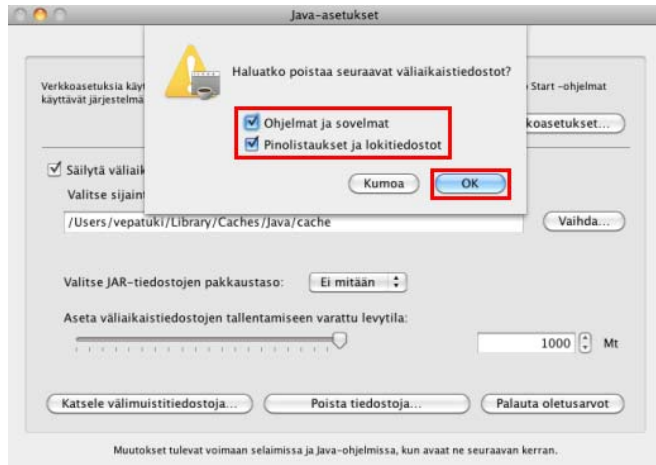 Java-asetukset
Haluatko poistaa seuraavat väliaikaistiedostot?
Ohjelmat ja sovelmat
Pinolistaukset ja lokitiedostot
Kumoa
OK
Verkkoasetuksia käy
Start -ohjelmat
käyttävät järjestelmä
koasetukset...
Säilytä väliaik
Valitse sijaint
/Users/vepatuki/Library/Caches/Java/cache
Vaihda...
Valitse JAR-tiedostojen pakkaustaso: Ei mitään
Aseta väliaikaistiedostojen tallentamiseen varattu levytila:
1000 Mt
Katsele välimuistitiedostoja... Poista tiedostoja... Palauta oletusarvot
Muutokset tulevat voimaan selaimissa ja Java-ohjelmissa, kun avaat ne seuraavan kerran.